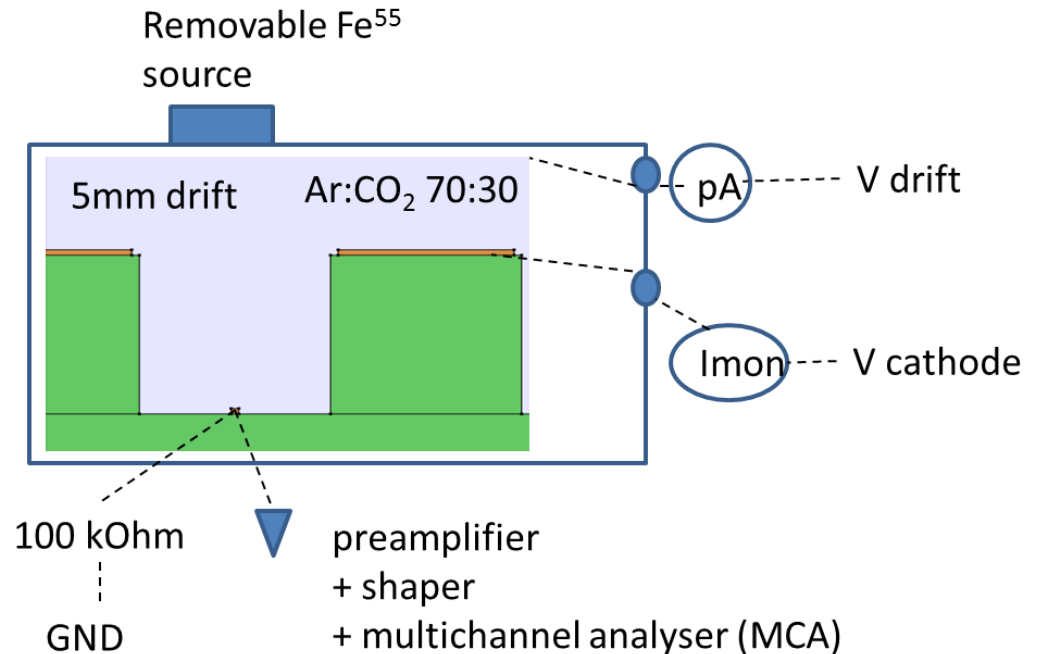 Removable Fe⁵⁵
source
5mm drift
Ar:CO₂ 70:30
pA
V drift
Imon
V cathode
100 kOhm
GND
preamplifier
+ shaper
+ multichannel analyser (MCA)